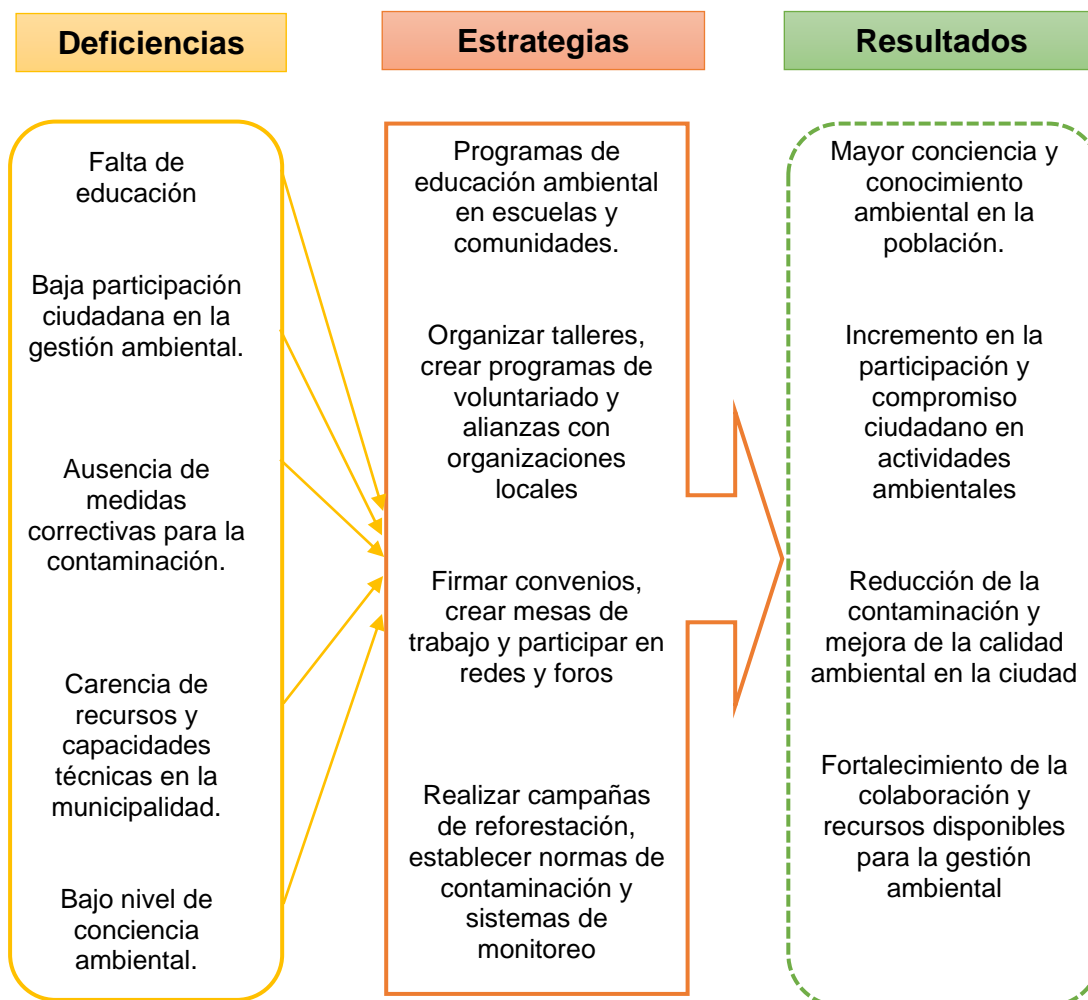 Deficiencias
Estrategias
Resultados
Falta de
educación
Baja participación
ciudadana en la
gestión ambiental.
Ausencia de
medidas
correctivas para la
contaminación.
Carencia de
recursos y
capacidades
técnicas en la
municipalidad.
Bajo nivel de
conciencia
ambiental.
Programas de
educación ambiental
en escuelas y
comunidades.
Organizar talleres,
crear programas de
voluntariado y
alianzas con
organizaciones
locales
Firmar convenios,
crear mesas de
trabajo y participar en
redes y foros
Realizar campañas
de reforestación,
establecer normas de
contaminación y
sistemas de
monitoreo
Mayor conciencia y
conocimiento
ambiental en la
población.
Incremento en la
participación y
compromiso
ciudadano en
actividades
ambientales
Reducción de la
contaminación y
mejora de la calidad
ambiental en la ciudad
Fortalecimiento de la
colaboración y
recursos disponibles
para la gestión
ambiental